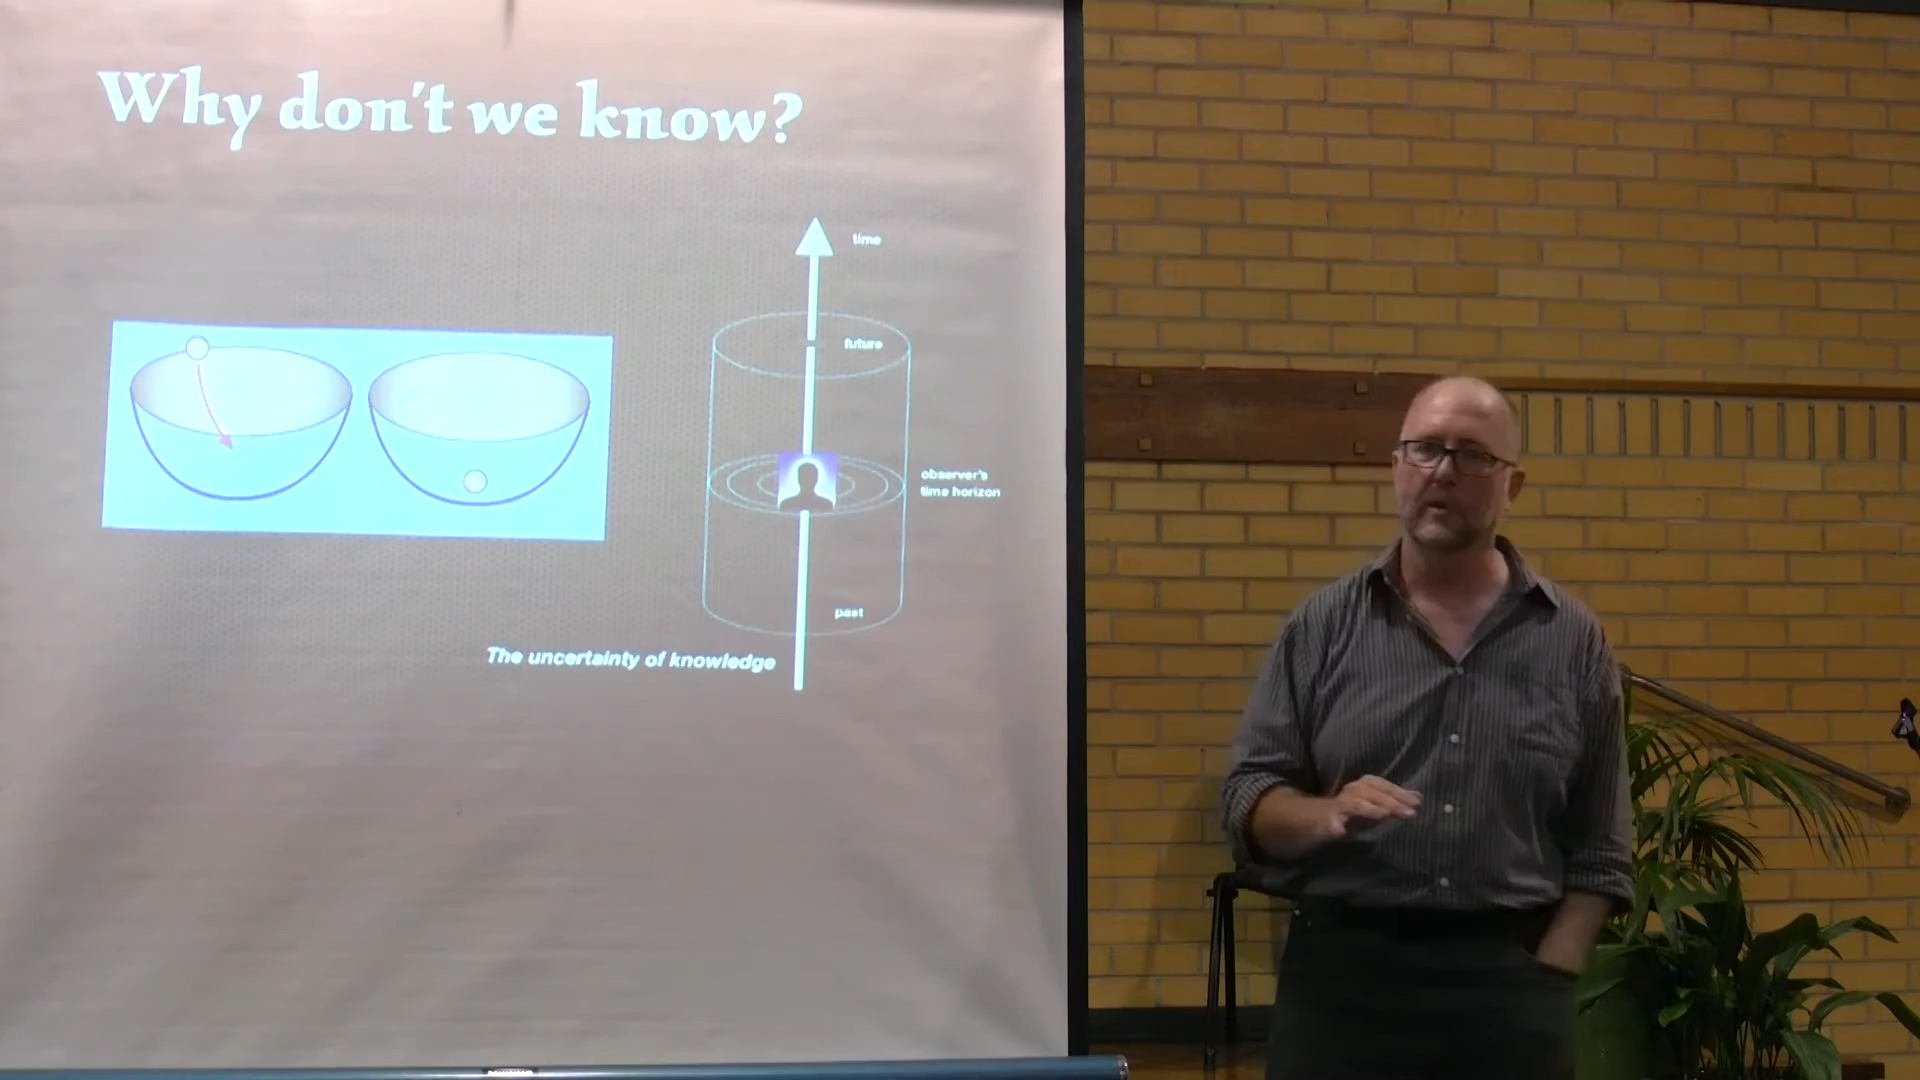 Why don't we know?
time
future
observer's
time horizon
past
The uncertainty of knowledge